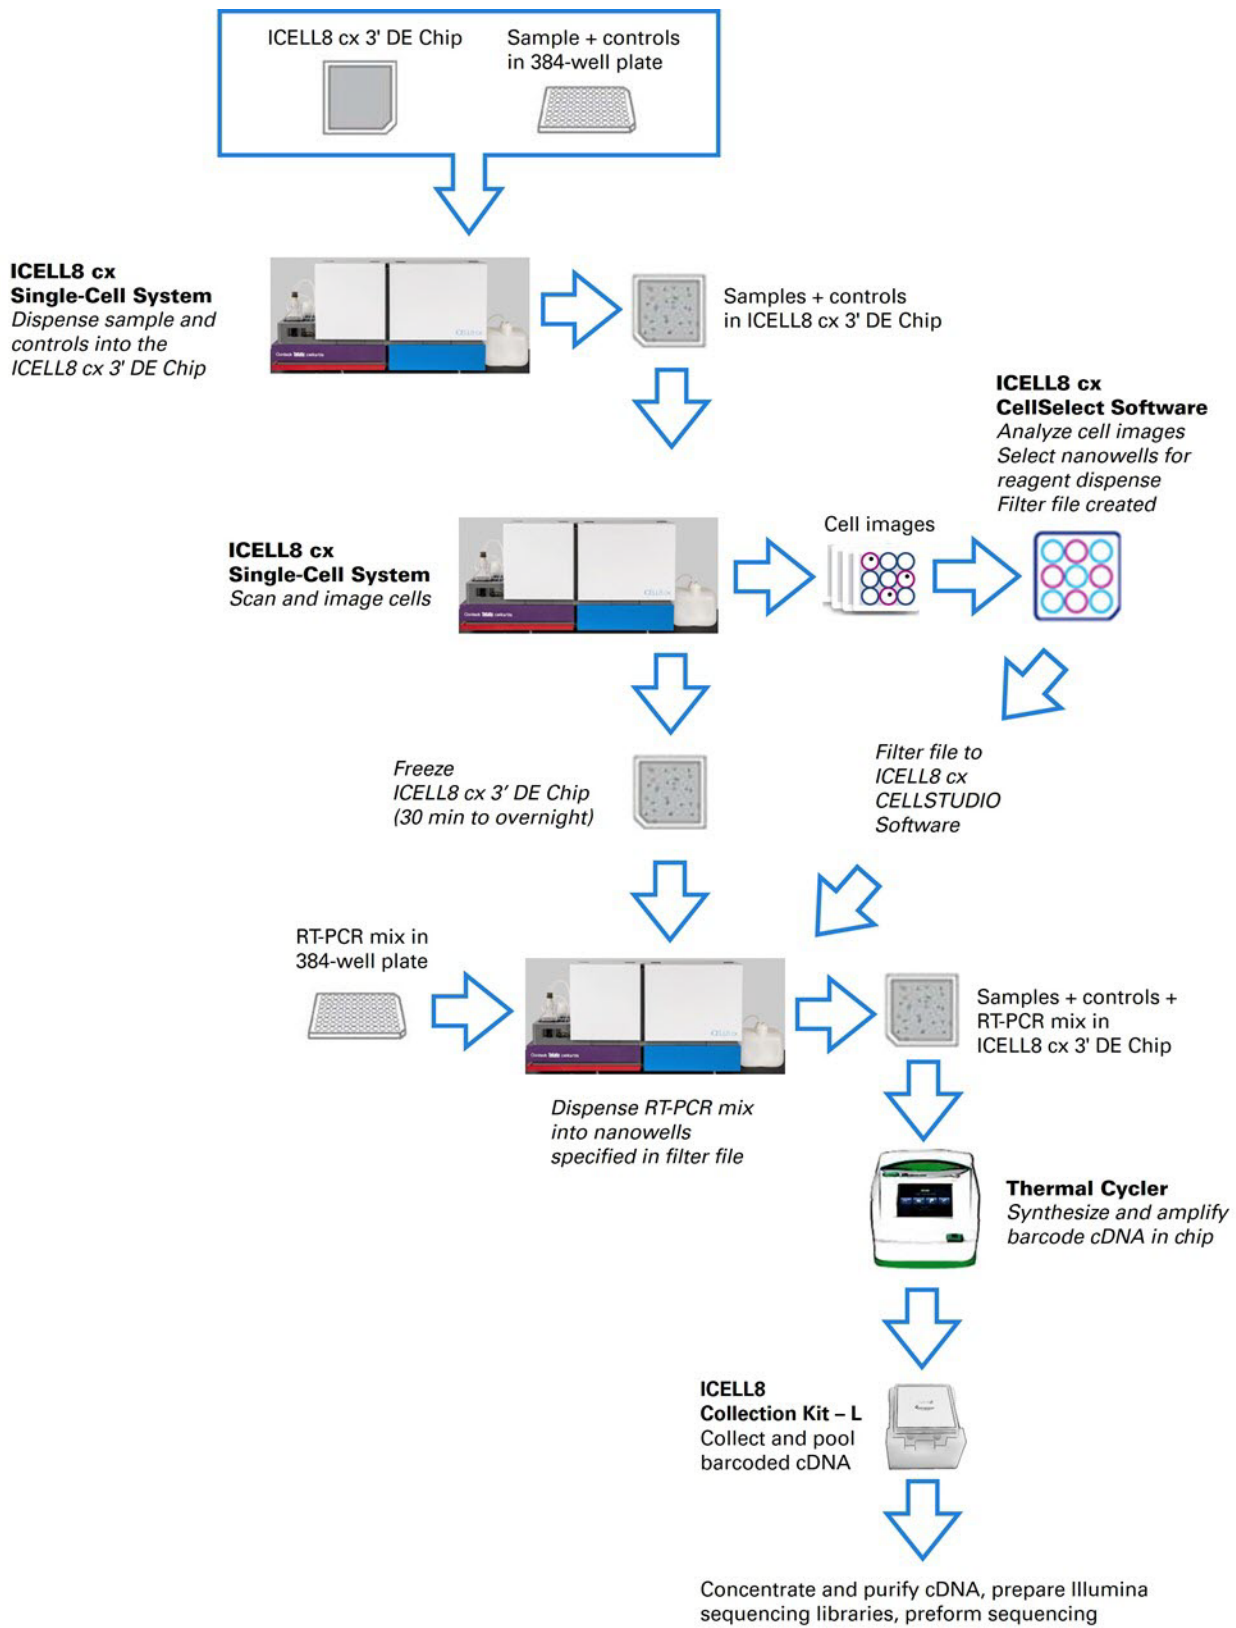 ICELL8 cx 3' DE Chip
Sample + controls
in 384-well plate
ICELL8 cx
Single-Cell System
Dispense sample and
controls into the
ICELL8 cx 3' DE Chip
Samples + controls
in ICELL8 cx 3' DE Chip
ICELL8 cx
CellSelect Software
Analyze cell images
Select nanowells for
reagent dispense
Filter file created
Cell images
ICELL8 cx
Single-Cell System
Scan and image cells
Freeze
ICELL8 cx 3’ DE Chip
(30 min to overnight)
Filter file to
ICELL8 cx
CELLSTUDIO
Software
RT-PCR mix in
384-well plate
Samples + controls +
RT-PCR mix in
ICELL8 cx 3' DE Chip
Dispense RT-PCR mix
into nanowells
specified in filter file
Thermal Cycler
Synthesize and amplify
barcode cDNA in chip
ICELL8
Collection Kit – L
Collect and pool
barcoded cDNA
Concentrate and purify cDNA, prepare Illumina
sequencing libraries, preform sequencing